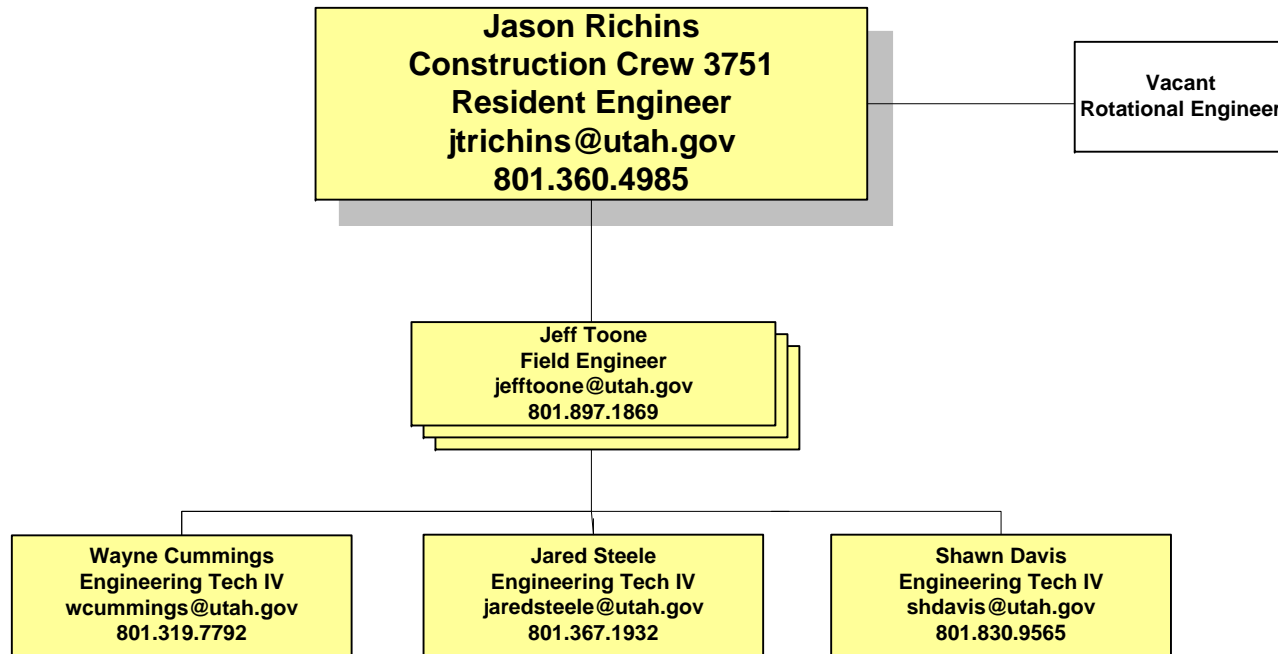 Jason Richins
Construction Crew 3751
Resident Engineer
jtrichins@utah.gov
801.360.4985
Vacant
Rotational Engineer
Jeff Toone
Field Engineer
jefftoone@utah.gov
801.897.1869
Wayne Cummings
Engineering Tech IV
wcummings@utah.gov
801.319.7792
Jared Steele
Engineering Tech IV
jaredsteele@utah.gov
801.367.1932
Shawn Davis
Engineering Tech IV
shdavis@utah.gov
801.830.9565